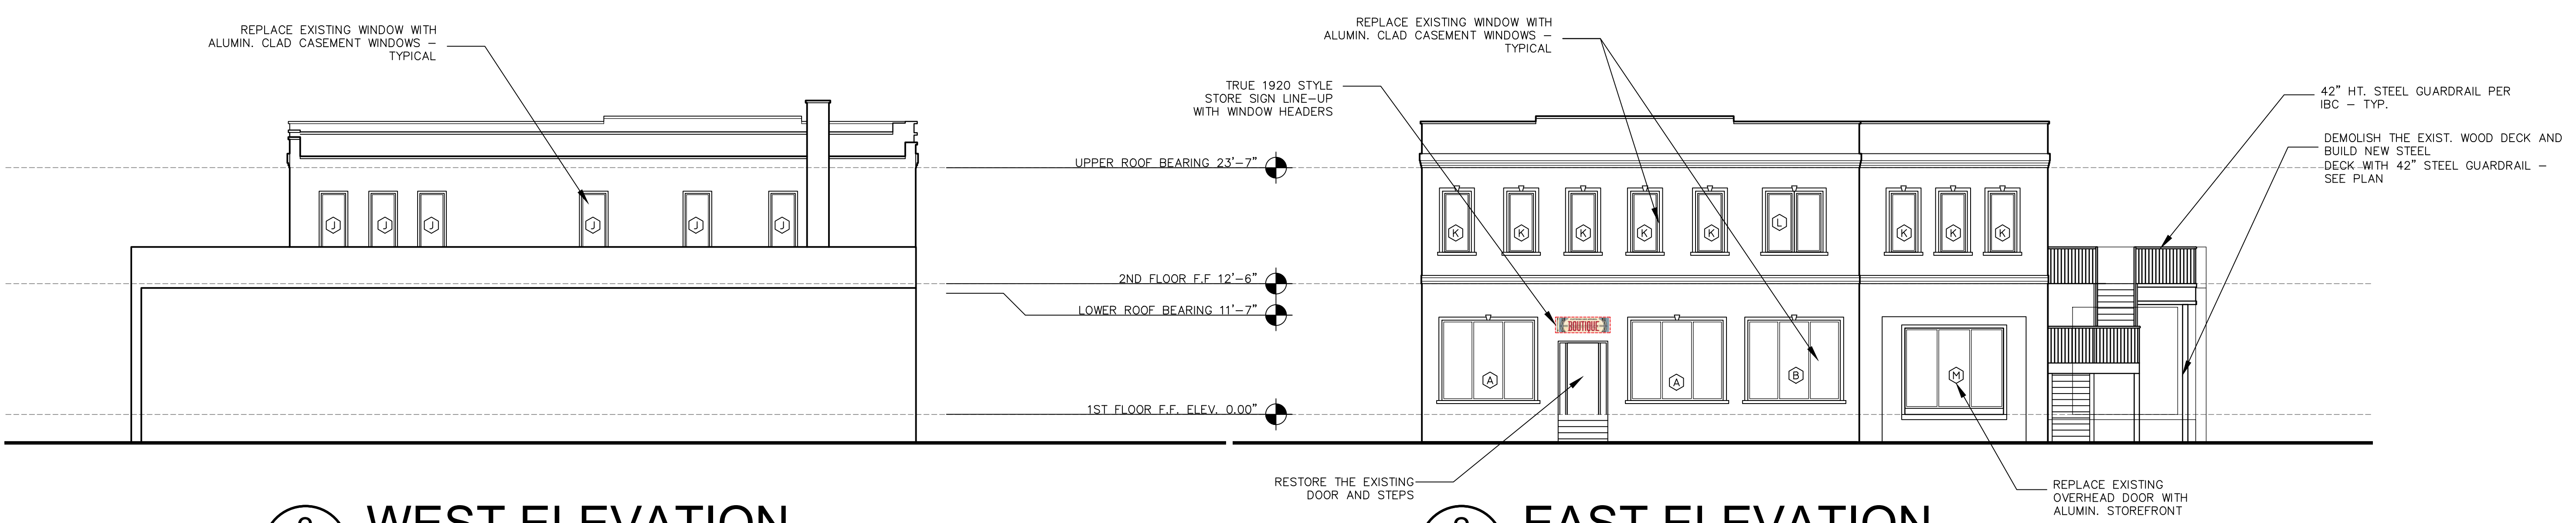 REPLACE EXISTING WINDOW WITH
ALUMIN. CLAD CASEMENT WINDOWS –
TYPICAL
J
J
J
J
J
J
UPPER ROOF BEARING 23'–7"
2ND FLOOR F.F 12'–6"
LOWER ROOF BEARING 11'–7"
1ST FLOOR F.F. ELEV. 0.00"
WEST ELEVATION
REPLACE EXISTING WINDOW WITH
ALUMIN. CLAD CASEMENT WINDOWS –
TYPICAL
TRUE 1920 STYLE
STORE SIGN LINE–UP
WITH WINDOW HEADERS
42" HT. STEEL GUARDRAIL PER
IBC – TYP.
DEMOLISH THE EXIST. WOOD DECK AND
BUILD NEW STEEL
DECK WITH 42" STEEL GUARDRAIL –
SEE PLAN
K
K
K
K
K
L
K
K
K
BOUTIQUE
A
A
B
M
RESTORE THE EXISTING
DOOR AND STEPS
REPLACE EXISTING
OVERHEAD DOOR WITH
ALUMIN. STOREFRONT
EAST ELEVATION